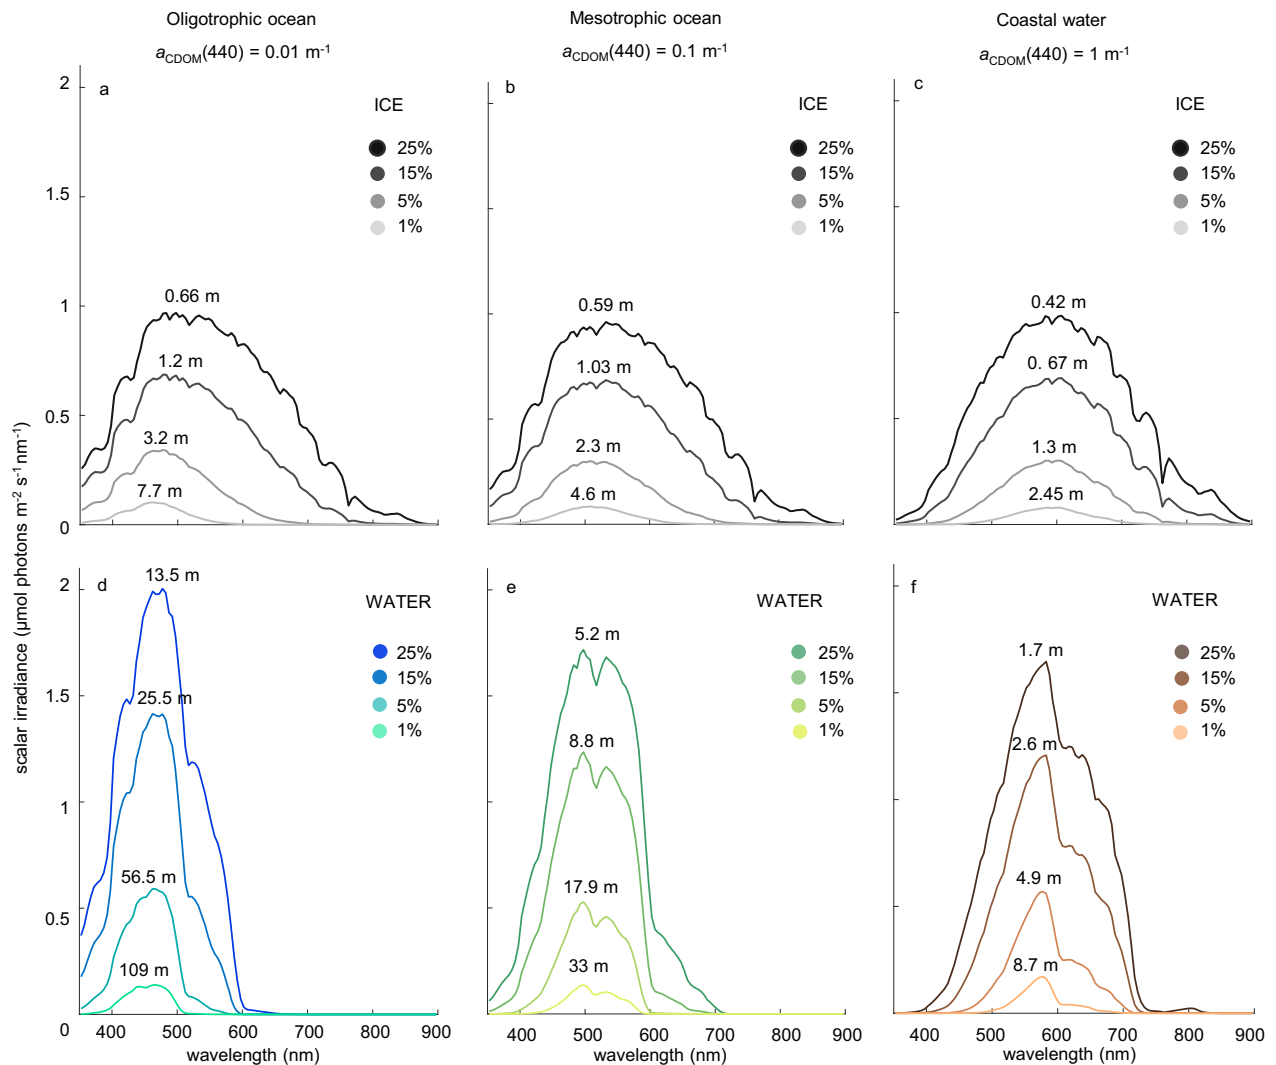 Oligotrophic ocean
aCDOM(440) = 0.01 m-1
Mesotrophic ocean
aCDOM(440) = 0.1 m-1
Coastal water
aCDOM(440) = 1 m-1
scalar irradiance (μmol photons m-2 s-1 nm-1)
a
ICE
25%
15%
5%
1%
2
1.5
1
0.5
0
0.66 m
1.2 m
3.2 m
7.7 m
b
ICE
25%
15%
5%
1%
0.59 m
1.03 m
2.3 m
4.6 m
c
ICE
25%
15%
5%
1%
0.42 m
0. 67 m
1.3 m
2.45 m
d
WATER
25%
15%
5%
1%
2
1.5
1
0.5
0
13.5 m
25.5 m
56.5 m
109 m
400 500 600 700 800 900
wavelength (nm)
e
WATER
25%
15%
5%
1%
5.2 m
8.8 m
17.9 m
33 m
400 500 600 700 800 900
wavelength (nm)
f
WATER
25%
15%
5%
1%
1.7 m
2.6 m
4.9 m
8.7 m
400 500 600 700 800 900
wavelength (nm)